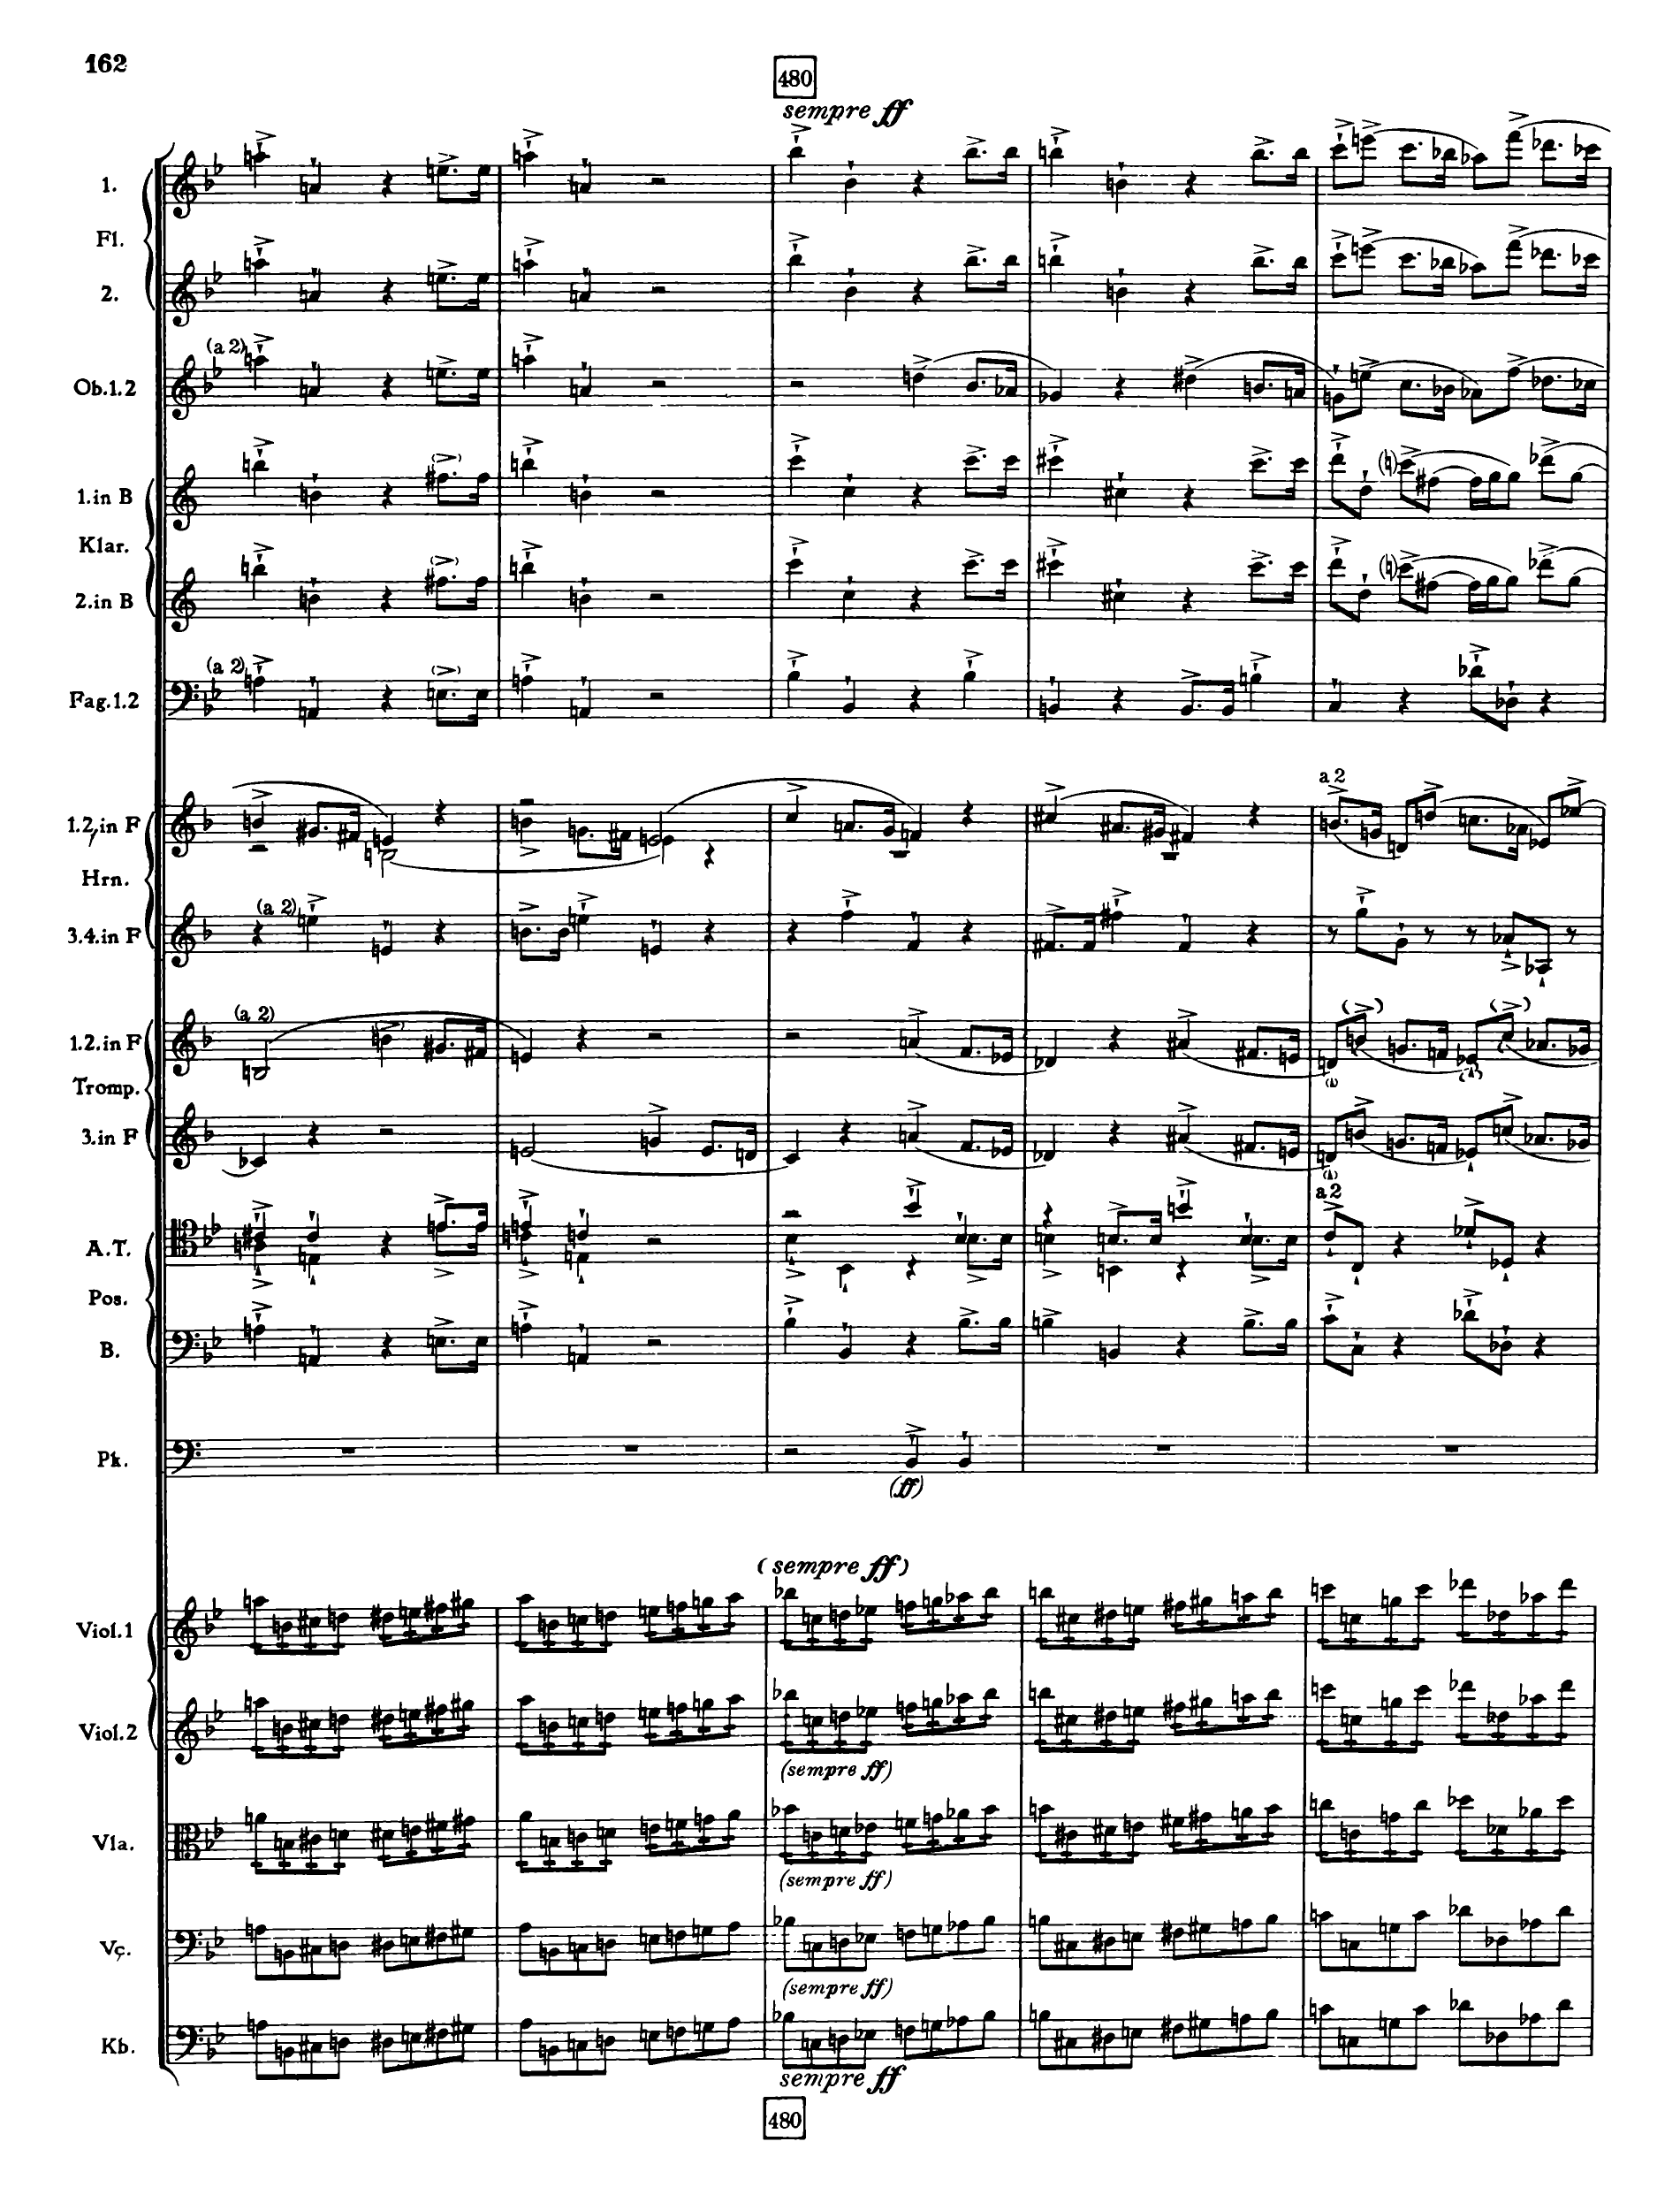 162
480
sempre ff
1.
Fl.
2.
(a 2)
Ob.1.2
1.in B
Klar.
2.in B
(a 2)
Fag.1.2
a 2
1.2.in F
Hrn.
(a 2)
3.4.in F
(a 2)
1.2.in F
Tromp.
3.in F
a 2
A.T.
Pos.
B.
Pk.
(ff)
(sempre ff)
Viol.1
Viol.2
(sempre ff)
Vla.
(sempre ff)
Vc.
(sempre ff)
Kb.
sempre ff
480